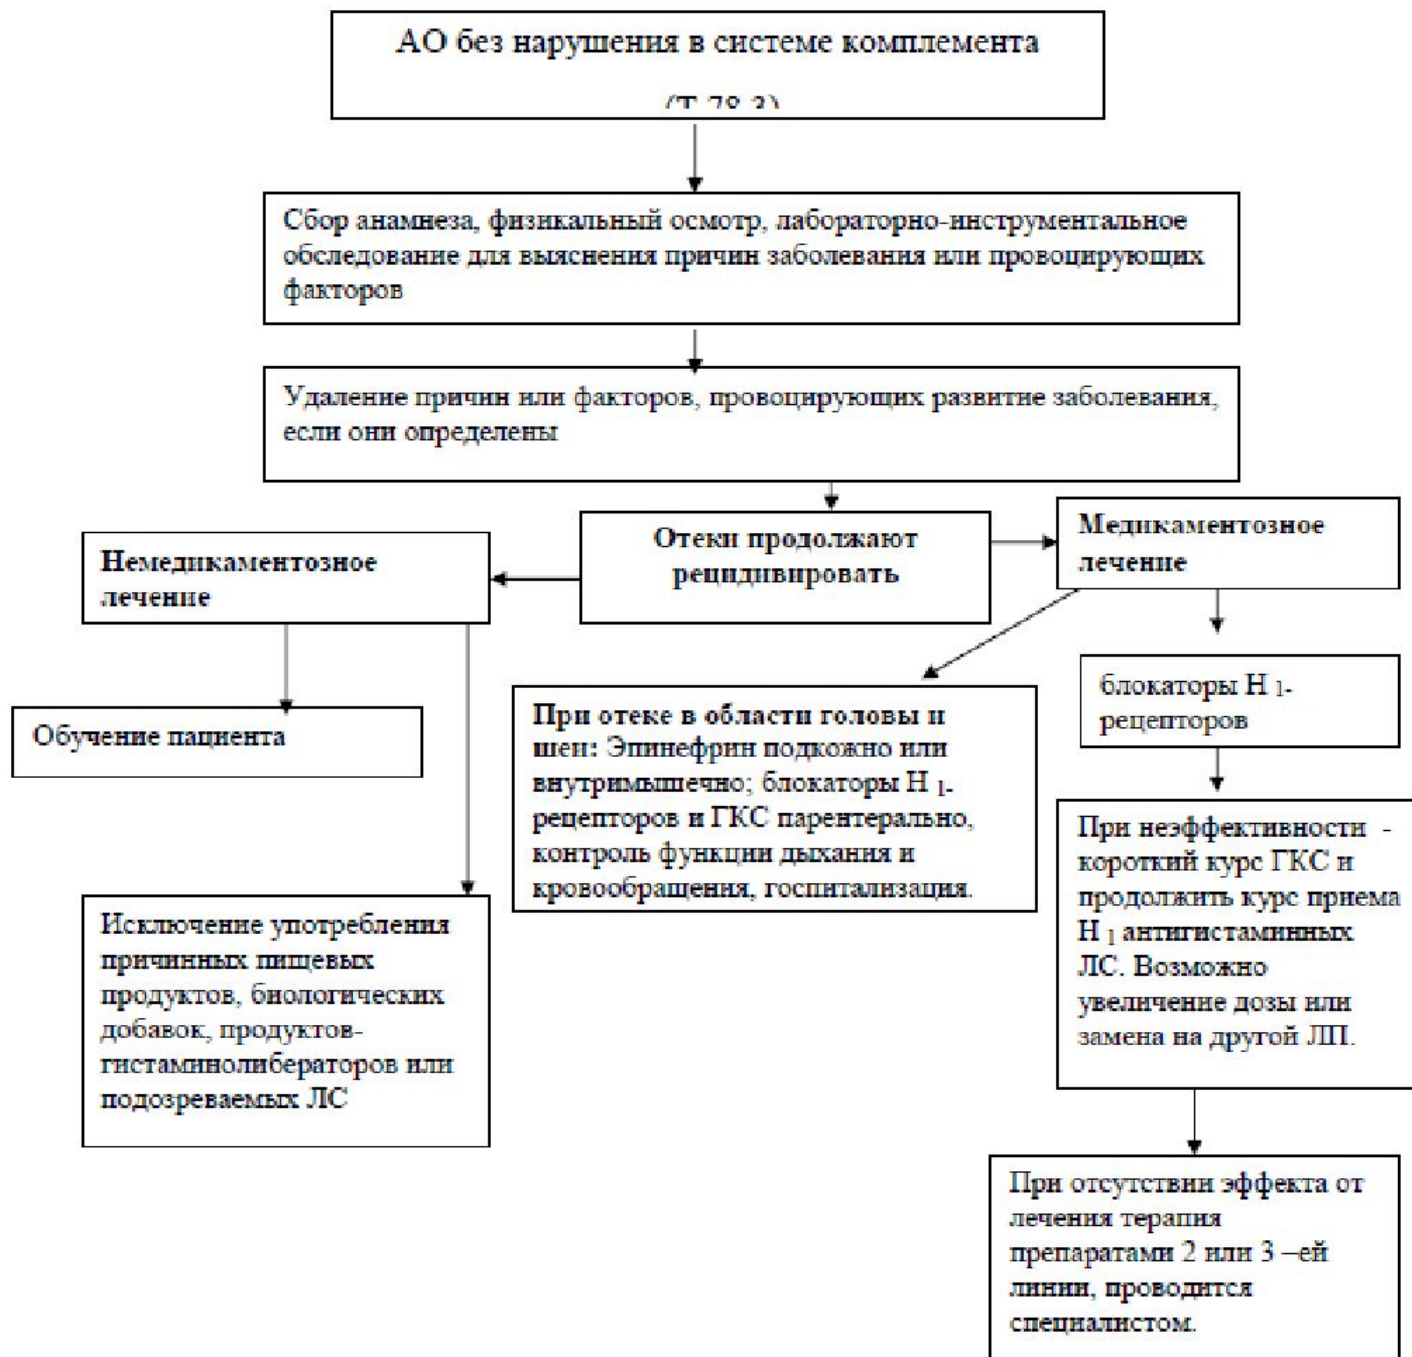 АО без нарушения в системе комплемента
(Т 78.3)
Сбор анамнеза, физикальный осмотр, лабораторно-инструментальное
обследование для выяснения причин заболевания или провоцирующих
факторов
Удаление причин или факторов, провоцирующих развитие заболевания,
если они определены
Отеки продолжают
рецидивировать
Немедикаментозное
лечение
Медикаментозное
лечение
Обучение пациента
При отеке в области головы и
шеи: Эпинефрин подкожно или
внутримышечно; блокаторы Н 1-
рецепторов и ГКС парентерально,
контроль функции дыхания и
кровообращения, госпитализация.
блокаторы Н 1-
рецепторов
При неэффективности -
короткий курс ГКС и
продолжить курс приема
Н 1 антигистаминных
ЛС. Возможно
увеличение дозы или
замена на другой ЛП.
Исключение употребления
причинных пищевых
продуктов, биологических
добавок, продуктов-
гистаминолибераторов или
подозреваемых ЛС
При отсутствии эффекта от
лечения терапия
препаратами 2 или 3 –ей
линии, проводится
специалистом.